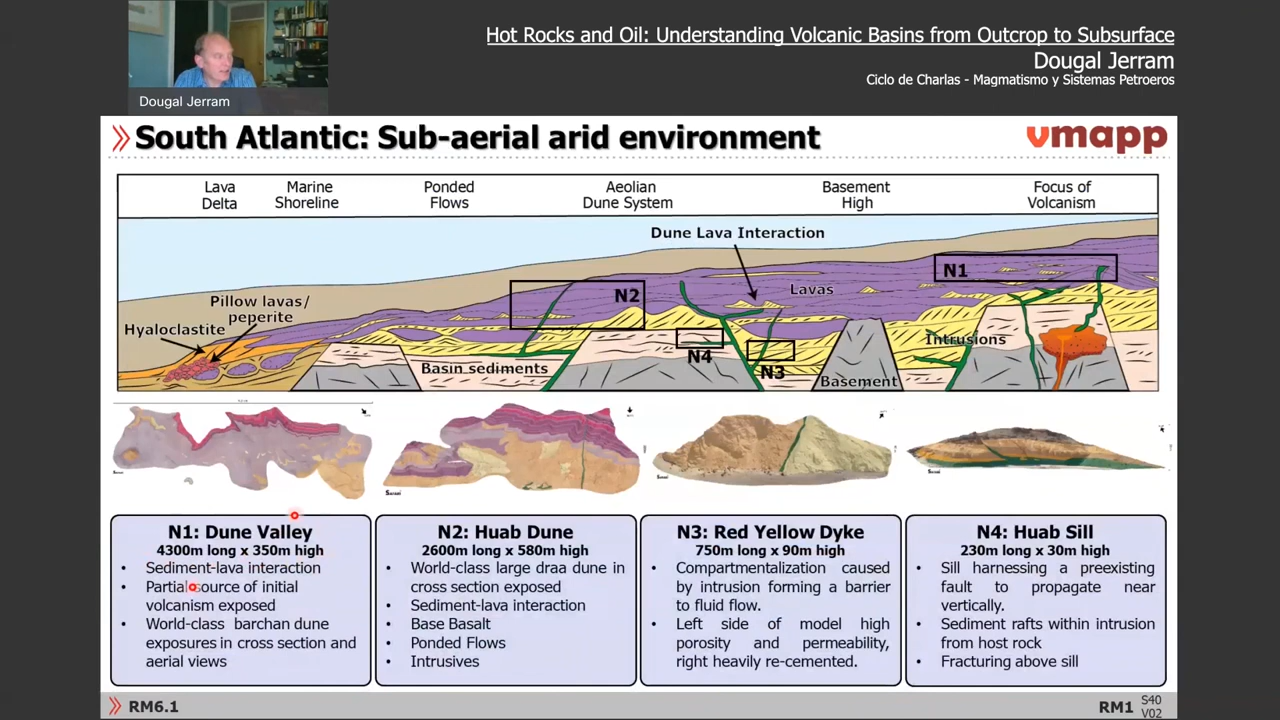 Hot Rocks and Oil: Understanding Volcanic Basins from Outcrop to Subsurface
Dougal Jerram
Ciclo de Charlas - Magmatismo y Sistemas Petroeros
Dougal Jerram
South Atlantic: Sub-aerial arid environment
vmapp
Lava
Delta
Marine
Shoreline
Ponded
Flows
Aeolian
Dune System
Basement
High
Focus of
Volcanism
Dune Lava Interaction
N1
N2
Lavas
Pillow lavas/
peperite
Hyaloclastite
Intrusions
N4
N3
Basin sediments
Basement
N1: Dune Valley
4300m long x 350m high
• Sediment-lava interaction
• Partial source of initial
volcanism exposed
• World-class barchan dune
exposures in cross section and
aerial views
N2: Huab Dune
2600m long x 580m high
• World-class large draa dune in
cross section exposed
• Sediment-lava interaction
• Base Basalt
• Ponded Flows
• Intrusives
N3: Red Yellow Dyke
750m long x 90m high
• Compartmentalization caused
by intrusion forming a barrier
to fluid flow.
• Left side of model high
porosity and permeability,
right heavily re-cemented.
N4: Huab Sill
230m long x 30m high
• Sill harnessing a preexisting
fault to propagate near
vertically.
• Sediment rafts within intrusion
from host rock
• Fracturing above sill
RM6.1
RM1
S40
V02